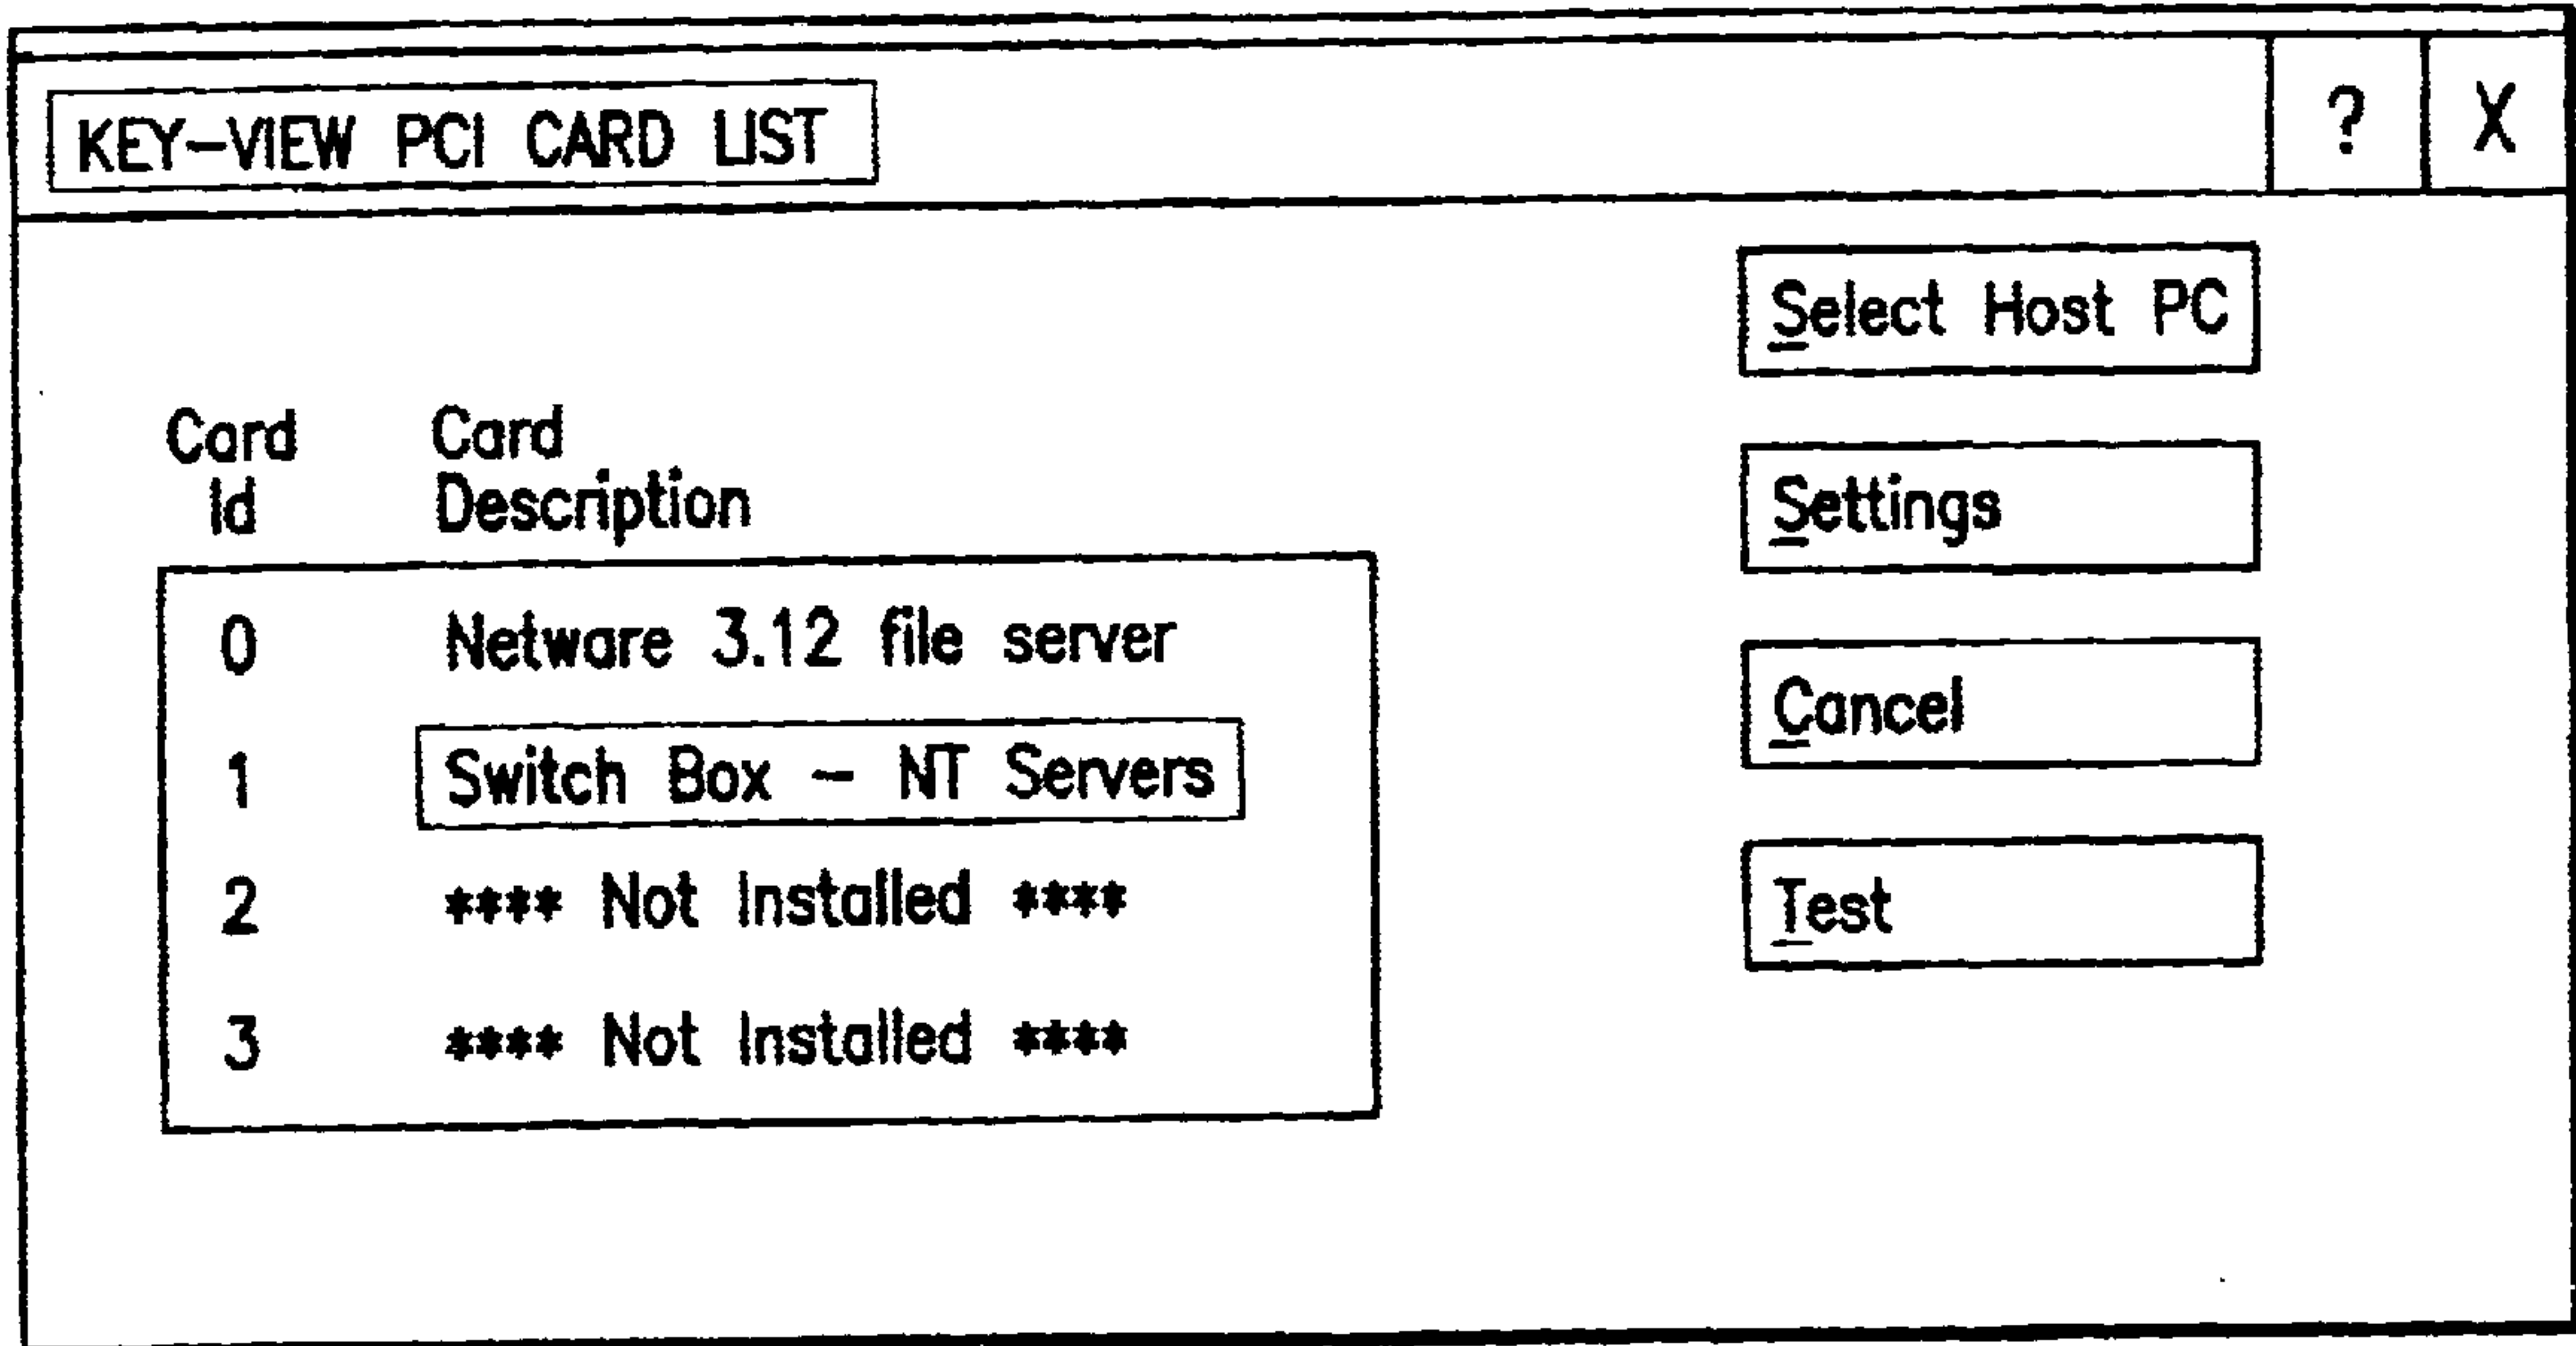 KEY-VIEW PCI CARD LIST ? X
Select Host PC
Card Card
Id Description
Settings
0 Netware 3.12 file server
1 Switch Box - NT Servers
Cancel
2 **** Not Installed ****
Test
3 **** Not Installed ****